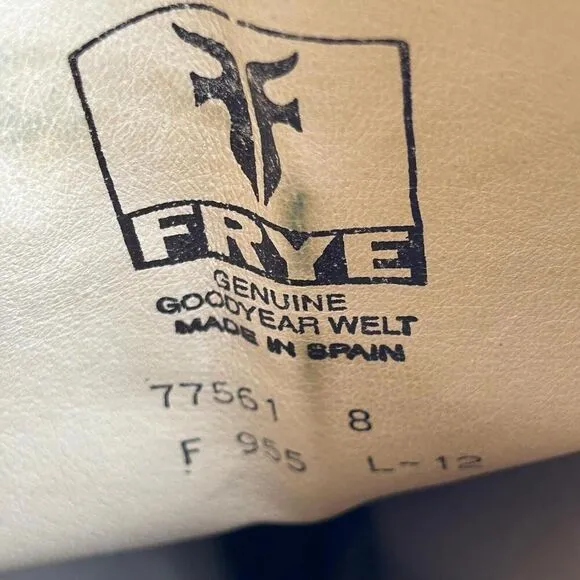 FRYE
GENUINE
GOODYEAR WELT
MADE IN SPAIN
77561 8
F 955 L-12